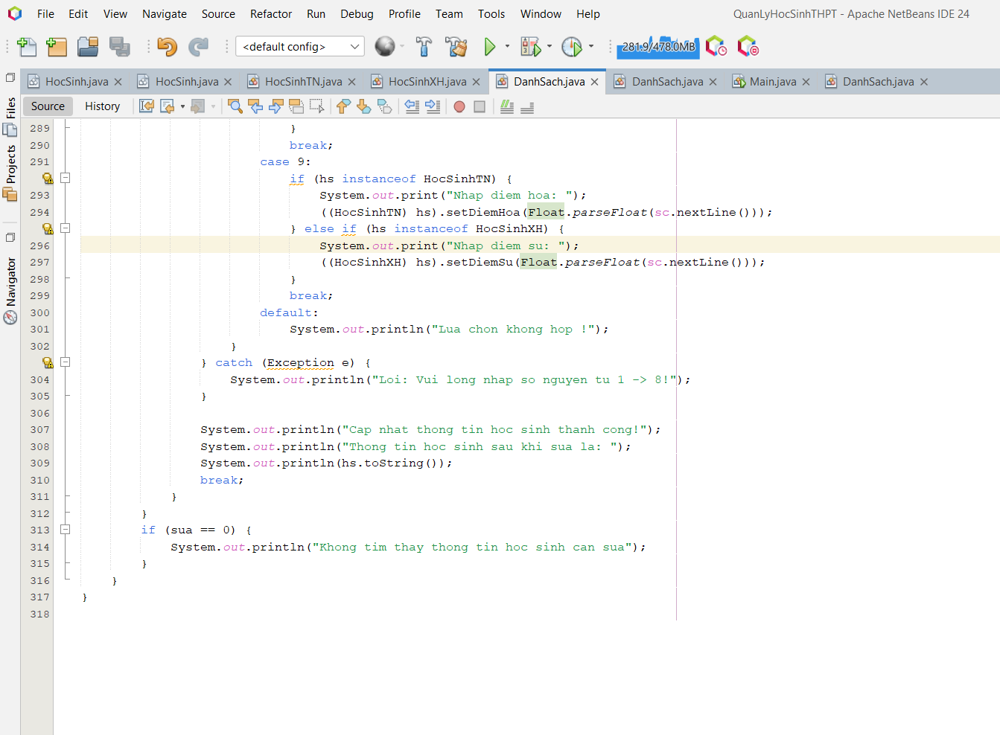 File Edit View Navigate Source Refactor Run Debug Profile Team Tools Window Help QuanLyHocSinhTHPT - Apache NetBeans IDE 24
<default config> 281.9/478.0MB
HocSinh.java HocSinh.java HocSinhTN.java HocSinhXH.java DanhSach.java DanhSach.java Main.java DanhSach.java
Source History
Files
Projects
Navigator
289 }
290 break;
291 case 9:
if (hs instanceof HocSinhTN) {
293 System.out.print("Nhap diem hoa: ");
294 ((HocSinhTN) hs).setDiemHoa(Float.parseFloat(sc.nextLine()));
} else if (hs instanceof HocSinhXH) {
296 System.out.print("Nhap diem su: ");
297 ((HocSinhXH) hs).setDiemSu(Float.parseFloat(sc.nextLine()));
298 }
299 break;
300 default:
301 System.out.println("Lua chon khong hop !");
302 }
} catch (Exception e) {
304 System.out.println("Loi: Vui long nhap so nguyen tu 1 -> 8!");
305 }
306
307 System.out.println("Cap nhat thong tin hoc sinh thanh cong!");
308 System.out.println("Thong tin hoc sinh sau khi sua la: ");
309 System.out.println(hs.toString());
310 break;
311 }
312 }
313 if (sua == 0) {
314 System.out.println("Khong tim thay thong tin hoc sinh can sua");
315 }
316 }
317 }
318